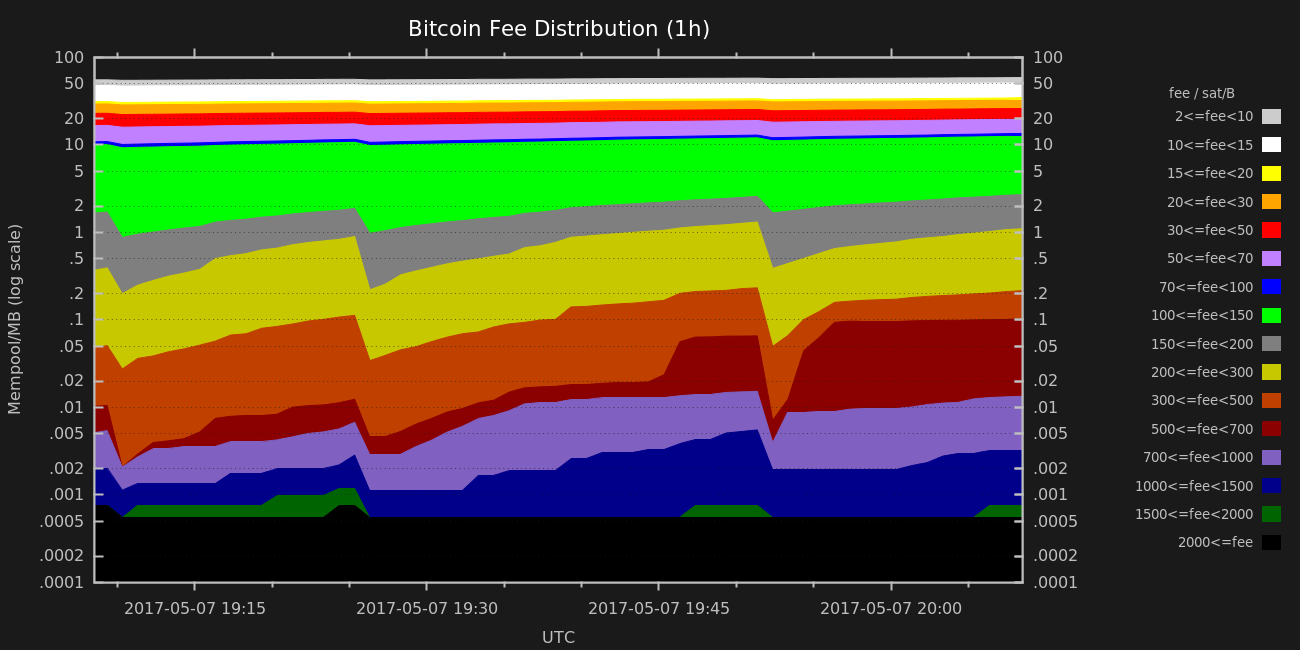 Bitcoin Fee Distribution (1h)
100
50
20
10
5
2
1
.5
.2
.1
.05
.02
.01
.005
.002
.001
.0005
.0002
.0001
Mempool/MB (log scale)
100
50
20
10
5
2
1
.5
.2
.1
.05
.02
.01
.005
.002
.001
.0005
.0002
.0001
2017-05-07 19:15
2017-05-07 19:30
2017-05-07 19:45
2017-05-07 20:00
UTC
fee / sat/B
2<=fee<10
10<=fee<15
15<=fee<20
20<=fee<30
30<=fee<50
50<=fee<70
70<=fee<100
100<=fee<150
150<=fee<200
200<=fee<300
300<=fee<500
500<=fee<700
700<=fee<1000
1000<=fee<1500
1500<=fee<2000
2000<=fee